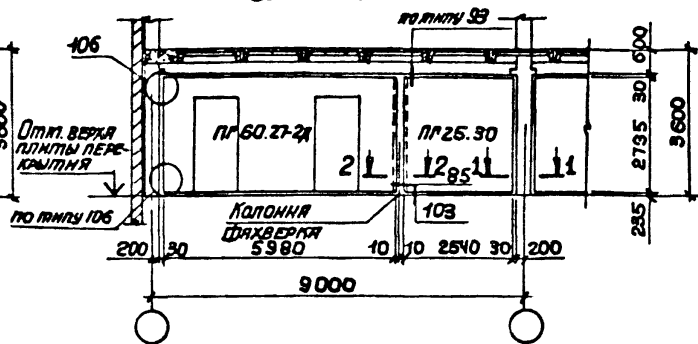 по типу 93
106
600
30
3600
2735
235
Отм. верха
плиты пере-
крытия
ПГ 60.27-2д
ПГ 25.30
2
2
1
1
85
103
по типу 106
Колонна
фахверка
200
30
5980
10
10
2540
30
200
9000